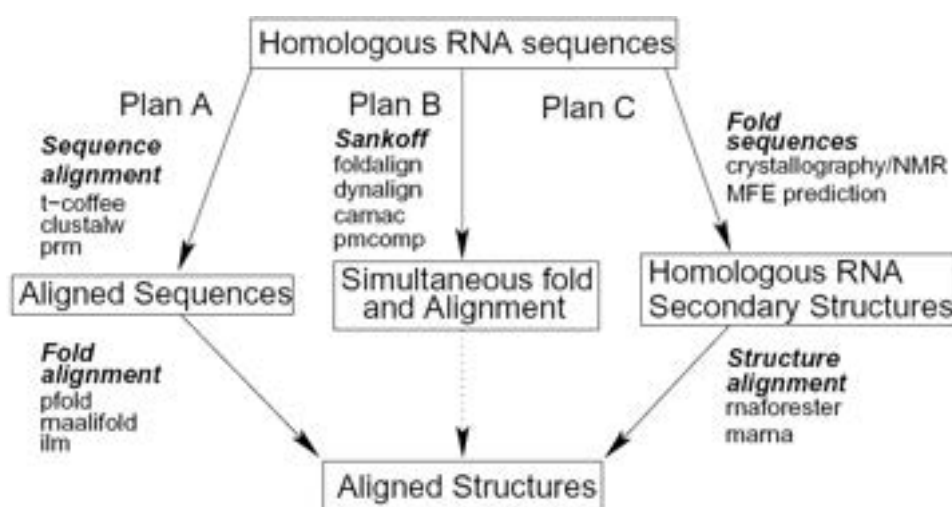 Homologous RNA sequences
Plan A
Sequence
alignment
t-coffee
clustalw
prrn
Plan B
Sankoff
foldalign
dynalign
carnac
pmcomp
Plan C
Fold
sequences
crystallography/NMR
MFE prediction
Aligned Sequences
Simultaneous fold
and Alignment
Homologous RNA
Secondary Structures
Fold
alignment
pfold
rnaalifold
ilm
Structure
alignment
rnaforester
marna
Aligned Structures